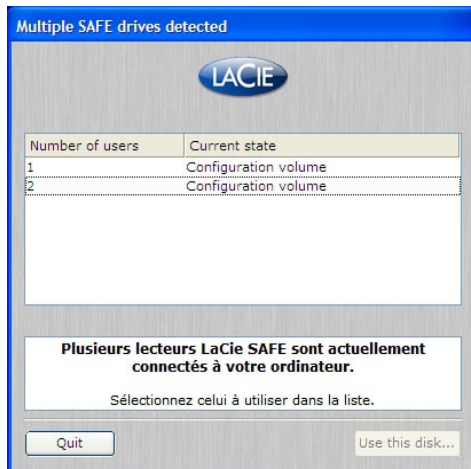 Multiple SAFE drives detected
LACIE
Number of users Current state
1 Configuration volume
2 Configuration volume
Plusieurs lecteurs LaCie SAFE sont actuellement
connectés à votre ordinateur.
Sélectionnez celui à utiliser dans la liste.
Quit Use this disk...